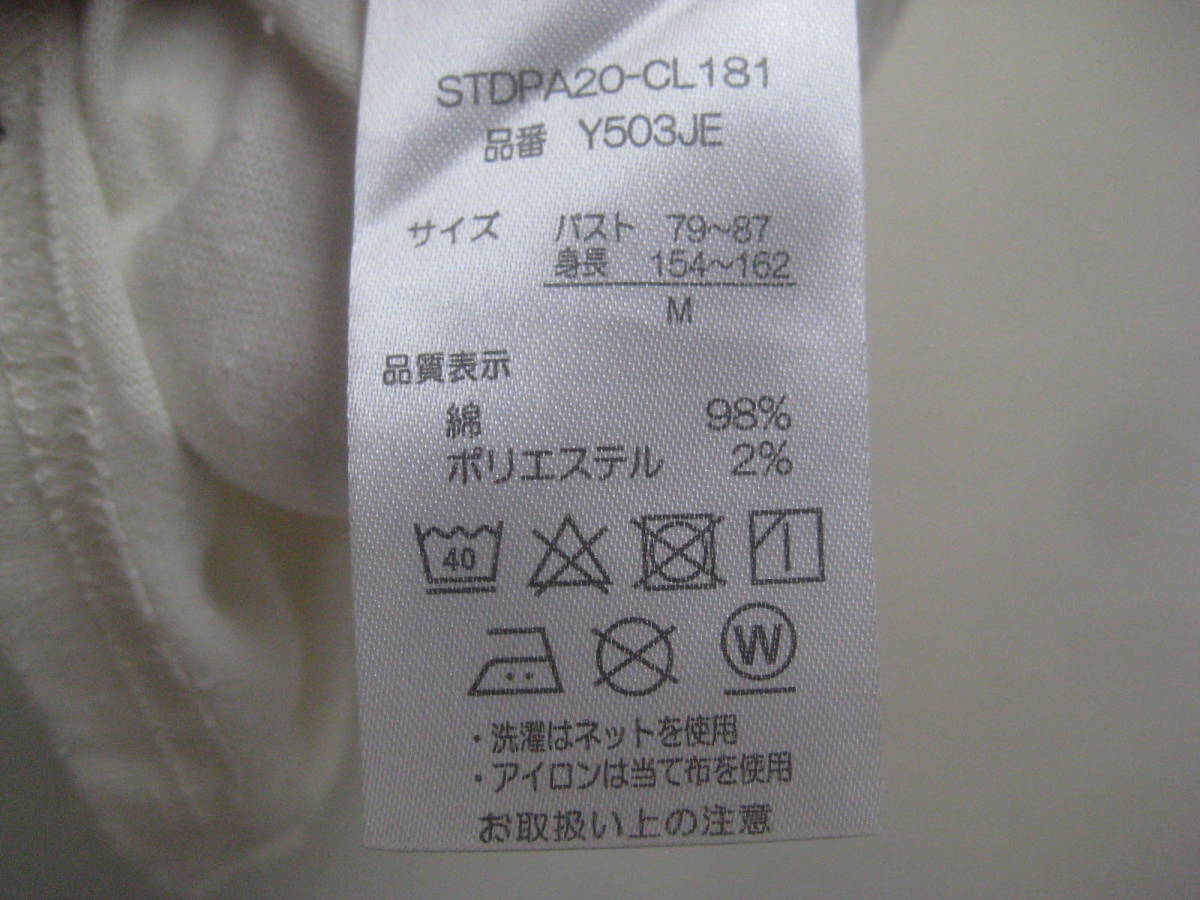 STDPA20-CL181
品番 Y503JE
サイズ バスト 79~87
身長 154~162
M
品質表示
綿 98%
ポリエステル 2%
40
W
・洗濯はネットを使用
・アイロンは当て布を使用
お取扱い上の注意